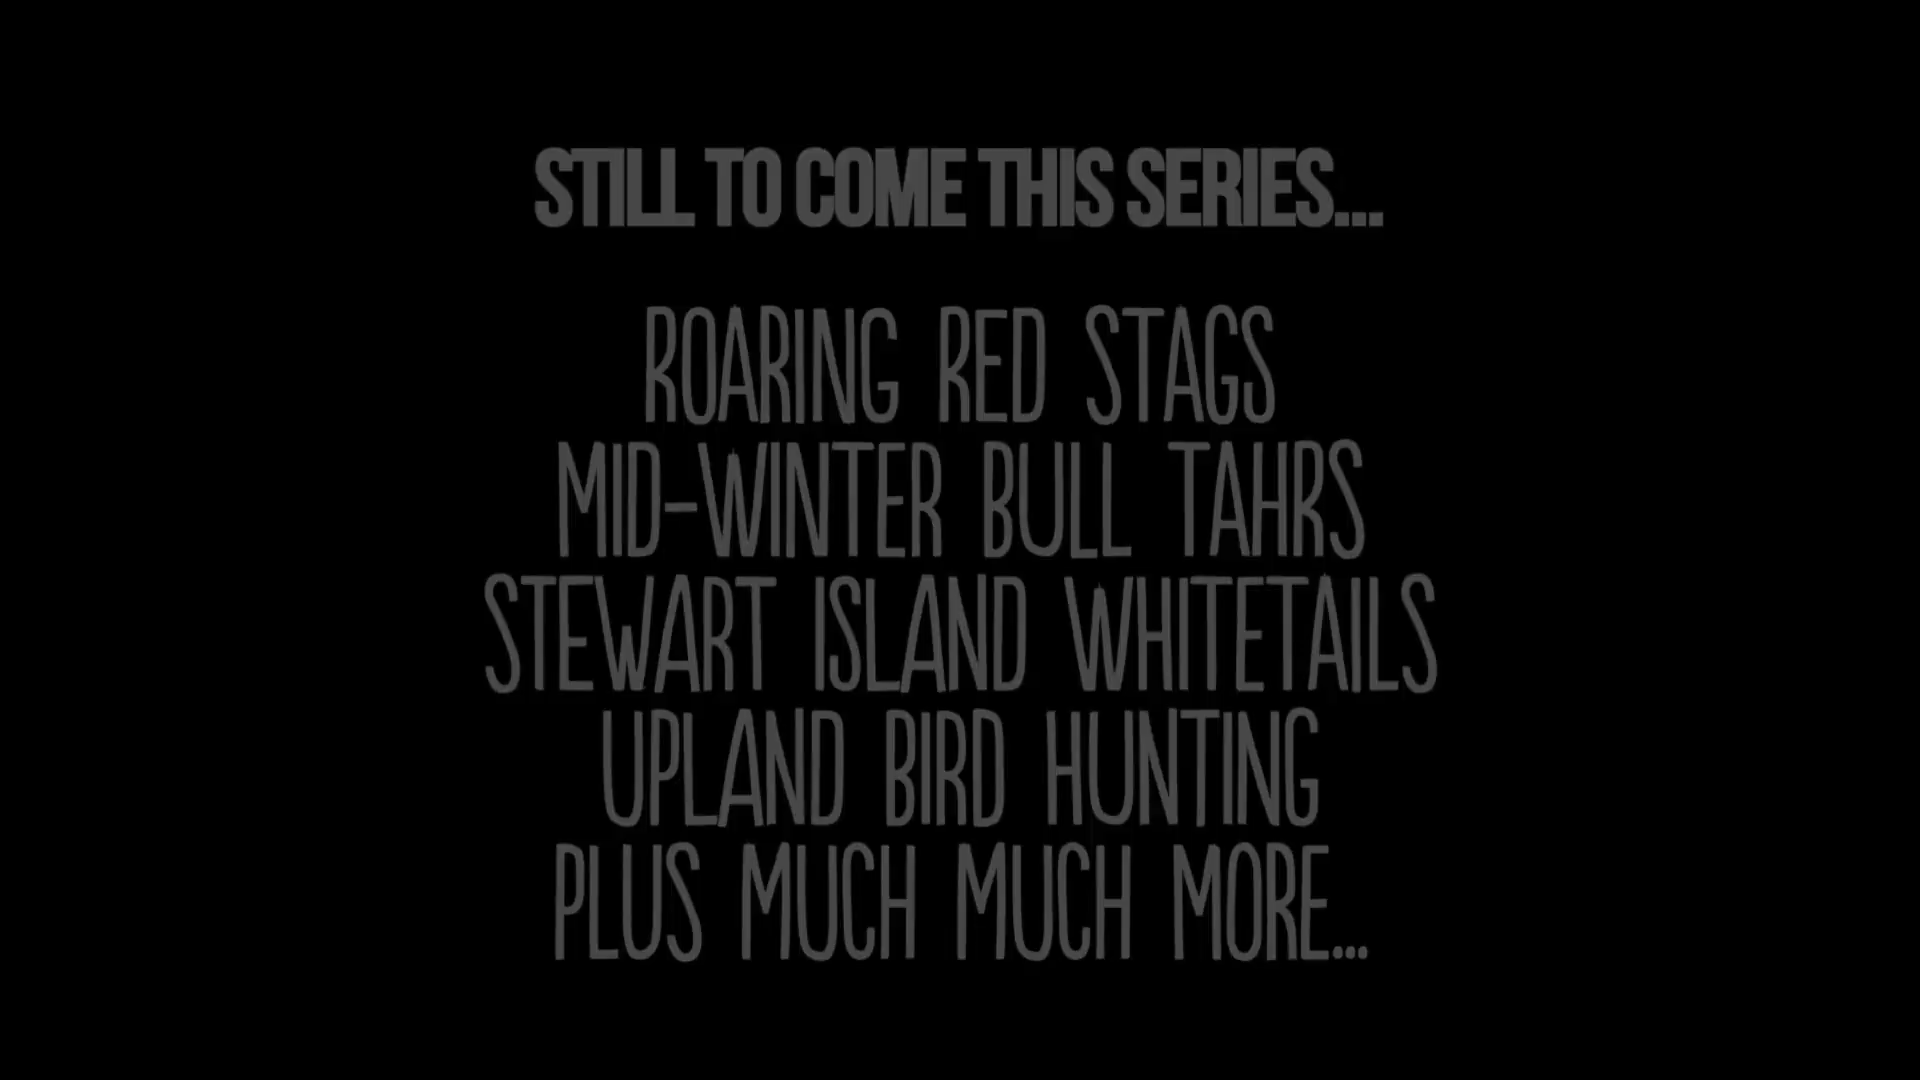 STILL TO COME THIS SERIES...
ROARING RED STAGS
MID-WINTER BULL TAHRS
STEWART ISLAND WHITETAILS
UPLAND BIRD HUNTING
PLUS MUCH MUCH MORE...